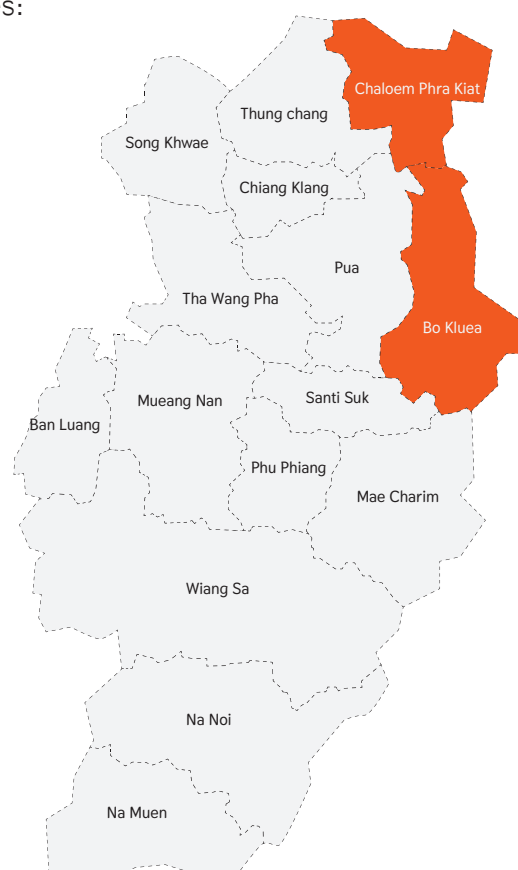 es:
Chaloem Phra Kiat
Thung chang
Song Khwae
Chiang Klang
Pua
Tha Wang Pha
Bo Kluea
Santi Suk
Mueang Nan
Ban Luang
Phu Phiang
Mae Charim
Wiang Sa
Na Noi
Na Muen